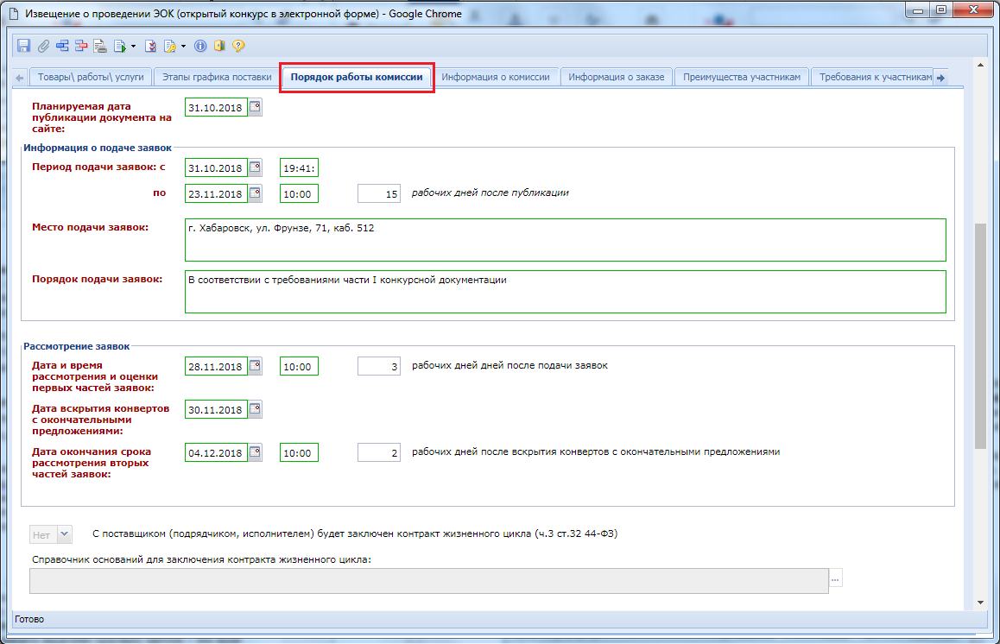 Извещение о проведении ЭОК (открытый конкурс в электронной форме) - Google Chrome
Товары\ работы\ услуги
Этапы графика поставки
Порядок работы комиссии
Информация о комиссии
Информация о заказе
Преимущества участникам
Требования к участникам
Планируемая дата
публикации документа на
сайте:
31.10.2018
Информация о подаче заявок
Период подачи заявок: с
31.10.2018
19:41:
по
23.11.2018
10:00
15
рабочих дней после публикации
Место подачи заявок:
г. Хабаровск, ул. Фрунзе, 71, каб. 512
Порядок подачи заявок:
В соответствии с требованиями части I конкурсной документации
Рассмотрение заявок
Дата и время
рассмотрения и оценки
первых частей заявок:
28.11.2018
10:00
3
рабочих дней дней после подачи заявок
Дата вскрытия конвертов
с окончательными
предложениями:
30.11.2018
Дата окончания срока
рассмотрения вторых
частей заявок:
04.12.2018
10:00
2
рабочих дней после вскрытия конвертов с окончательными предложениями
Нет
С поставщиком (подрядчиком, исполнителем) будет заключен контракт жизненного цикла (ч.3 ст.32 44-ФЗ)
Справочник оснований для заключения контракта жизненного цикла:
...
Готово